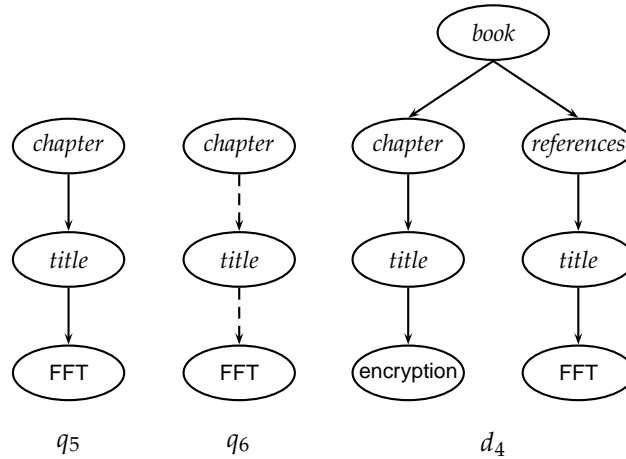 book
chapter chapter chapter references
title title title title
FFT FFT encryption FFT
q5 q6 d4